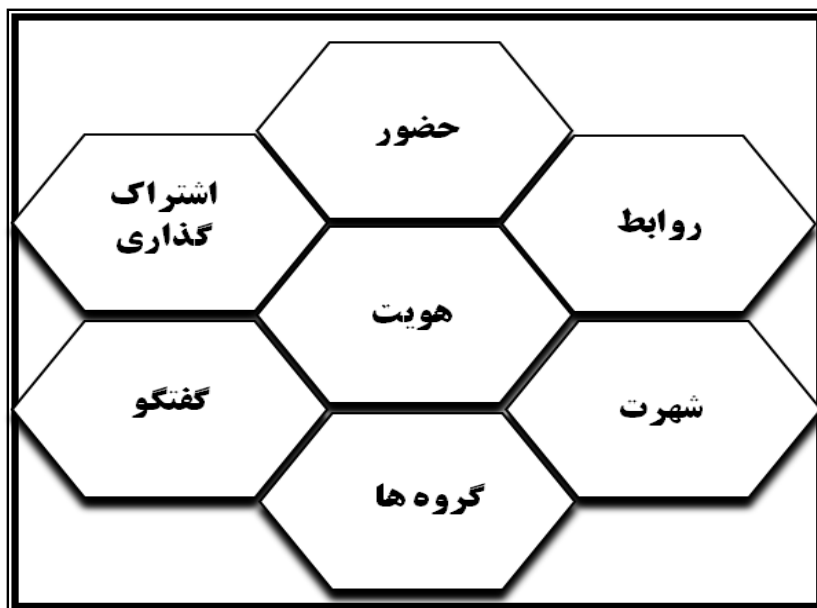 حضور
روابط
اشتراک
گذاری
هویت
شهرت
گفتگو
گروه ها